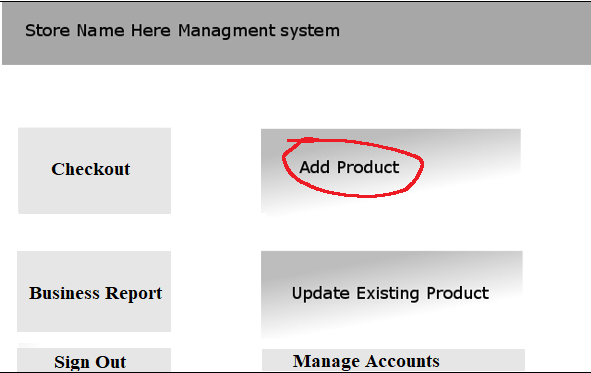 Store Name Here Managment system
Checkout
Add Product
Business Report
Update Existing Product
Sign Out
Manage Accounts